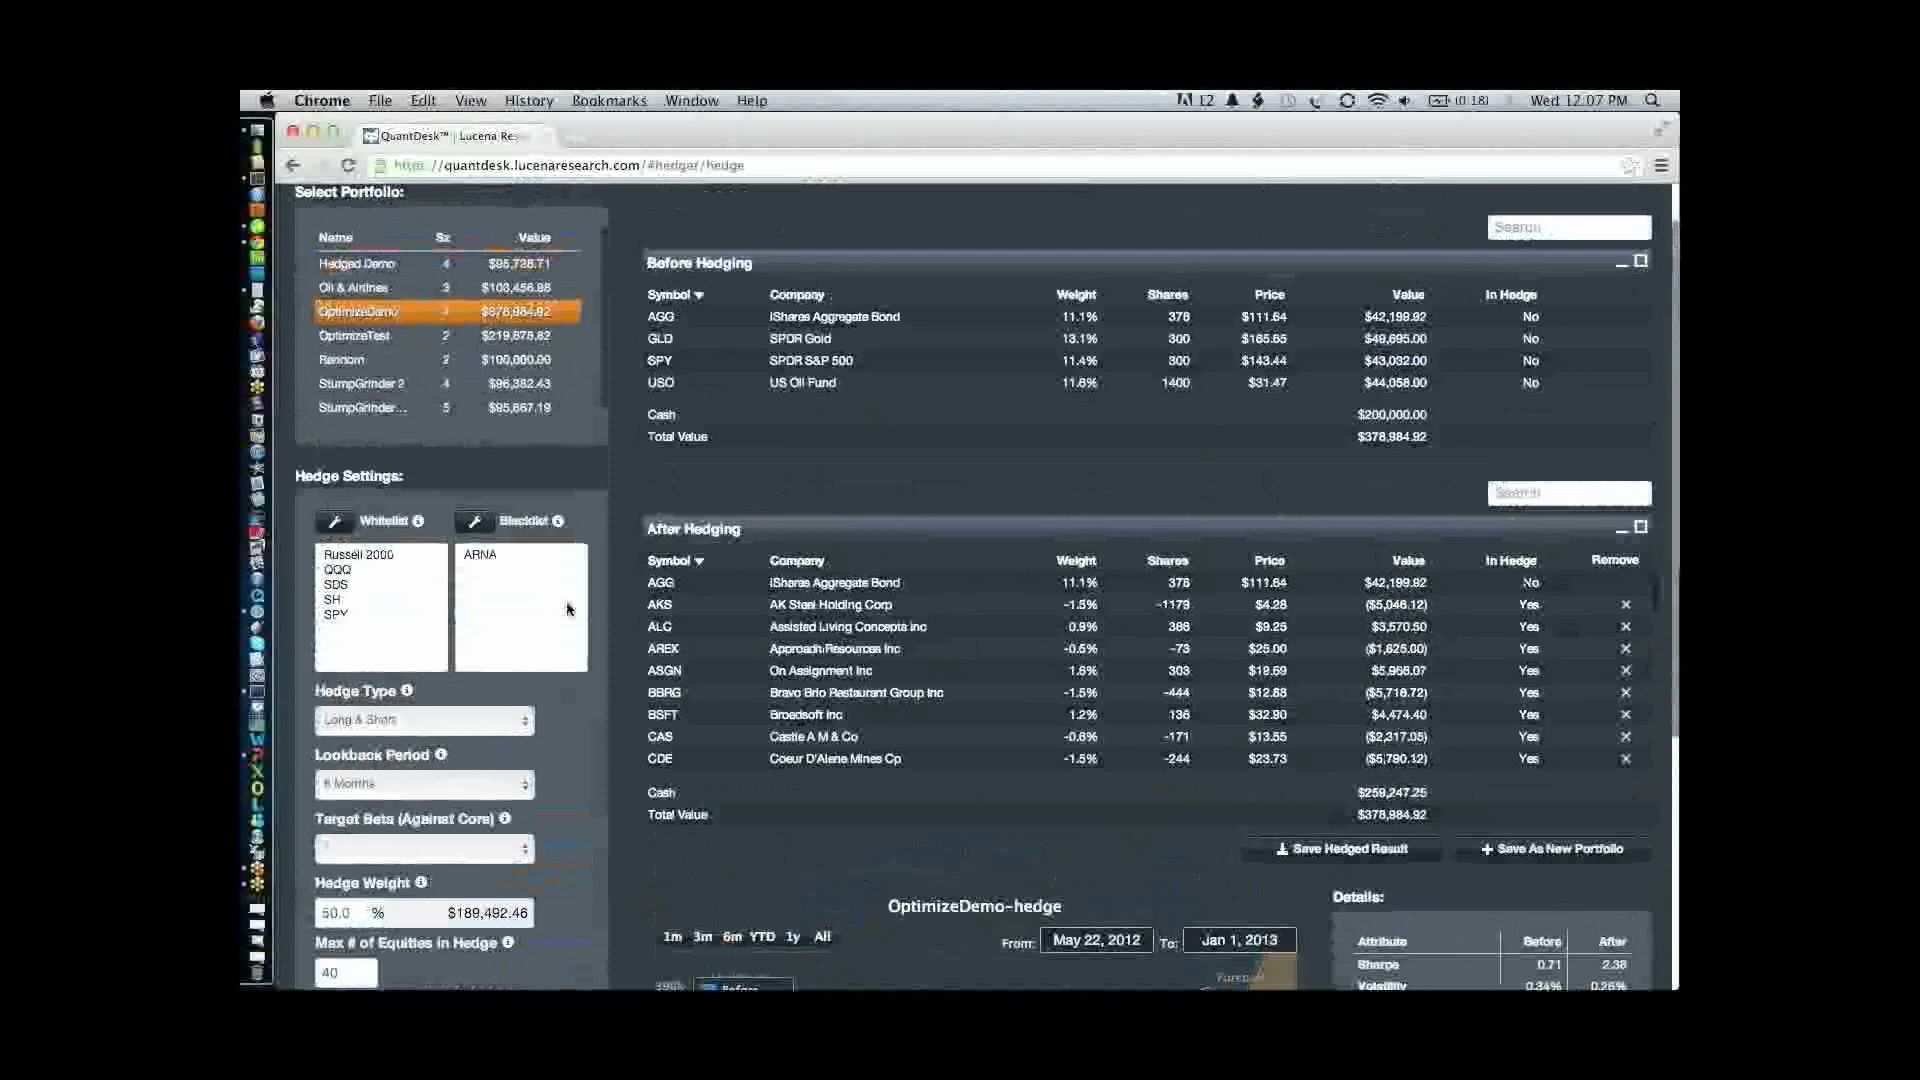 Chrome File Edit View History Bookmarks Window Help
12 (0:18) Wed 12:07 PM
QuantDesk™ | Lucena Res
https://quantdesk.lucenaresearch.com/#hedger/hedge
Select Portfolio:
Name Sz Value
Hedged Demo 4 $95,738.71
Oil & Airlines 3 $103,456.88
OptimizeDemo 4 $378,984.92
OptimizeTest 2 $219,878.82
Random 2 $100,000.00
StumpGrinder 2 4 $96,382.43
StumpGrinder... 5 $95,867.19
Hedge Settings:
Whitelist Blacklist
Russell 2000
QQQ
SDS
SH
SPY
ARNA
Hedge Type
Long & Short
Lookback Period
6 Months
Target Beta (Against Core)
Hedge Weight
50.0 % $189,492.46
Max # of Equities in Hedge
40
Search
Before Hedging
Symbol Company Weight Shares Price Value In Hedge
AGG iShares Aggregate Bond 11.1% 378 $111.64 $42,199.92 No
GLD SPDR Gold 13.1% 300 $165.65 $49,695.00 No
SPY SPDR S&P 500 11.4% 300 $143.44 $43,032.00 No
USO US Oil Fund 11.6% 1400 $31.47 $44,058.00 No
Cash $200,000.00
Total Value $378,984.92
Search
After Hedging
Symbol Company Weight Shares Price Value In Hedge Remove
AGG iShares Aggregate Bond 11.1% 378 $111.64 $42,199.92 No
AKS AK Steel Holding Corp -1.3% -1179 $4.28 ($5,046.12) Yes
ALC Assisted Living Concepts Inc 0.9% 386 $9.25 $3,570.50 Yes
AREX Approach Resources Inc -0.5% -73 $25.00 ($1,825.00) Yes
ASGN On Assignment Inc 1.6% 303 $19.69 $5,966.07 Yes
BBRG Bravo Brio Restaurant Group Inc -1.5% -444 $12.88 ($5,718.72) Yes
BSFT Broadsoft Inc 1.2% 136 $32.90 $4,474.40 Yes
CAS Castle A M & Co -0.6% -171 $13.55 ($2,317.05) Yes
CDE Coeur D'Alene Mines Cp -1.5% -244 $23.73 ($5,790.12) Yes
Cash $259,247.25
Total Value $378,984.92
Save Hedged Result Save As New Portfolio
OptimizeDemo-hedge
1m 3m 6m YTD 1y All
From: May 22, 2012 To: Jan 1, 2013
Before
Details:
Attribute Before After
Sharpe 0.71 2.38
Volatility 0.34% 0.26%